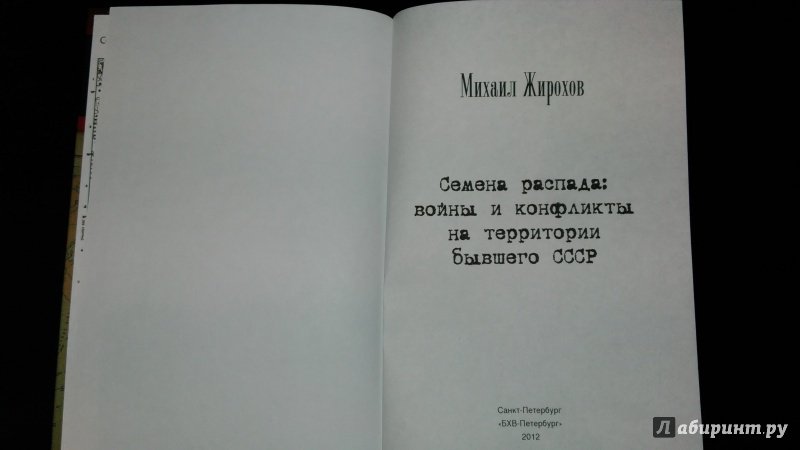 Михаил Жирохов
Семена распада:
войны и конфликты
на территории
бывшего СССР
Санкт-Петербург
«БХВ-Петербург»
2012
Лабиринт.ру